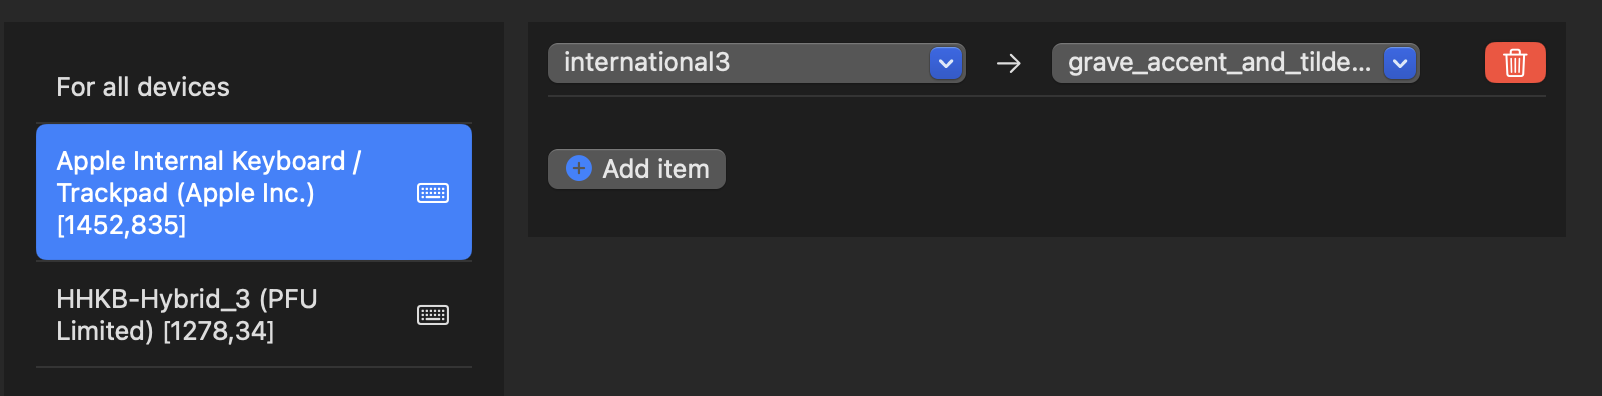 For all devices
Apple Internal Keyboard /
Trackpad (Apple Inc.)
[1452,835]
HHKB-Hybrid_3 (PFU
Limited) [1278,34]
international3 → grave_accent_and_tilde...
Add item